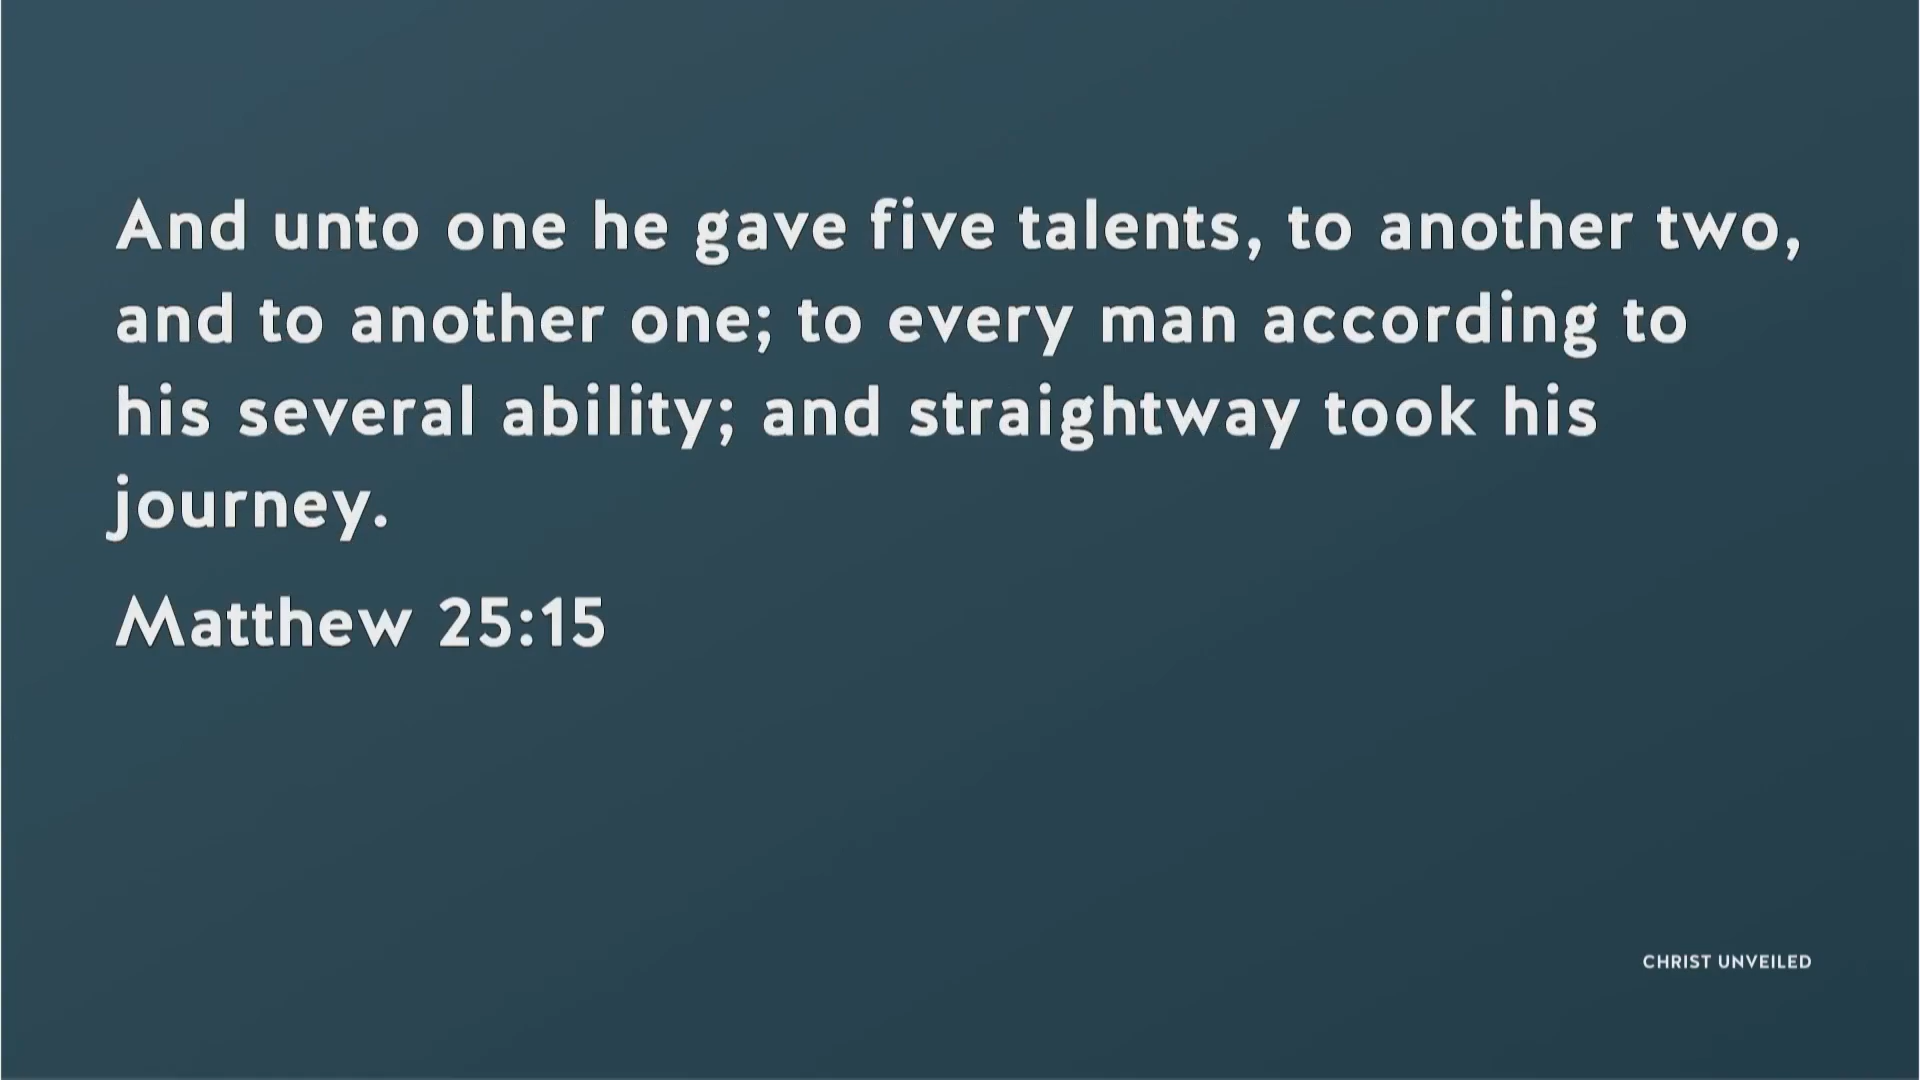 And unto one he gave five talents, to another two,
and to another one; to every man according to
his several ability; and straightway took his
journey.
Matthew 25:15
CHRIST UNVEILED